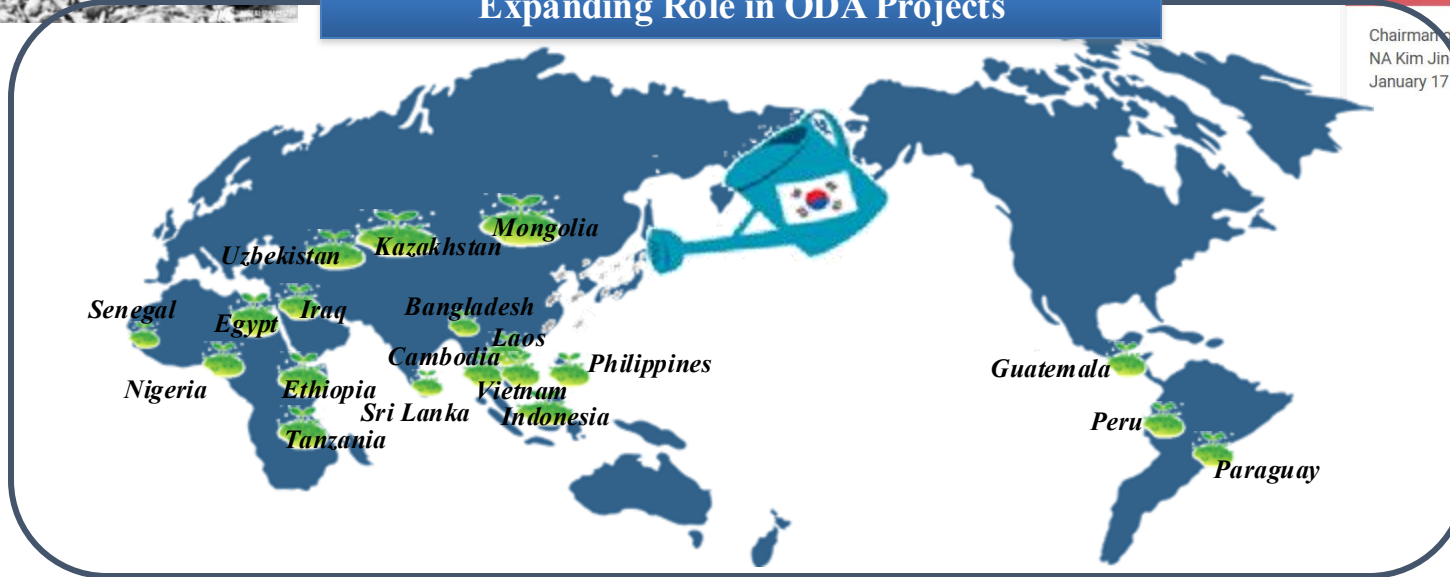 Expanding Role in ODA Projects
Chairman
NA Kim Jin
January 17
Mongolia
Kazakhstan
Uzbekistan
Senegal
Egypt
Iraq
Bangladesh
Laos
Cambodia
Philippines
Nigeria
Ethiopia
Vietnam
Sri Lanka
Indonesia
Tanzania
Guatemala
Peru
Paraguay